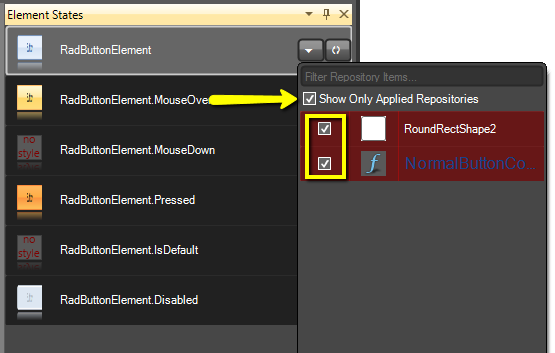 Element States
RadButtonElement
Filter Repository Items...
Show Only Applied Repositories
RadButtonElement.MouseOver
RoundRectShape2
no style
RadButtonElement.MouseDown
NormalButtonCo...
RadButtonElement.Pressed
no style
RadButtonElement.IsDefault
RadButtonElement.Disabled